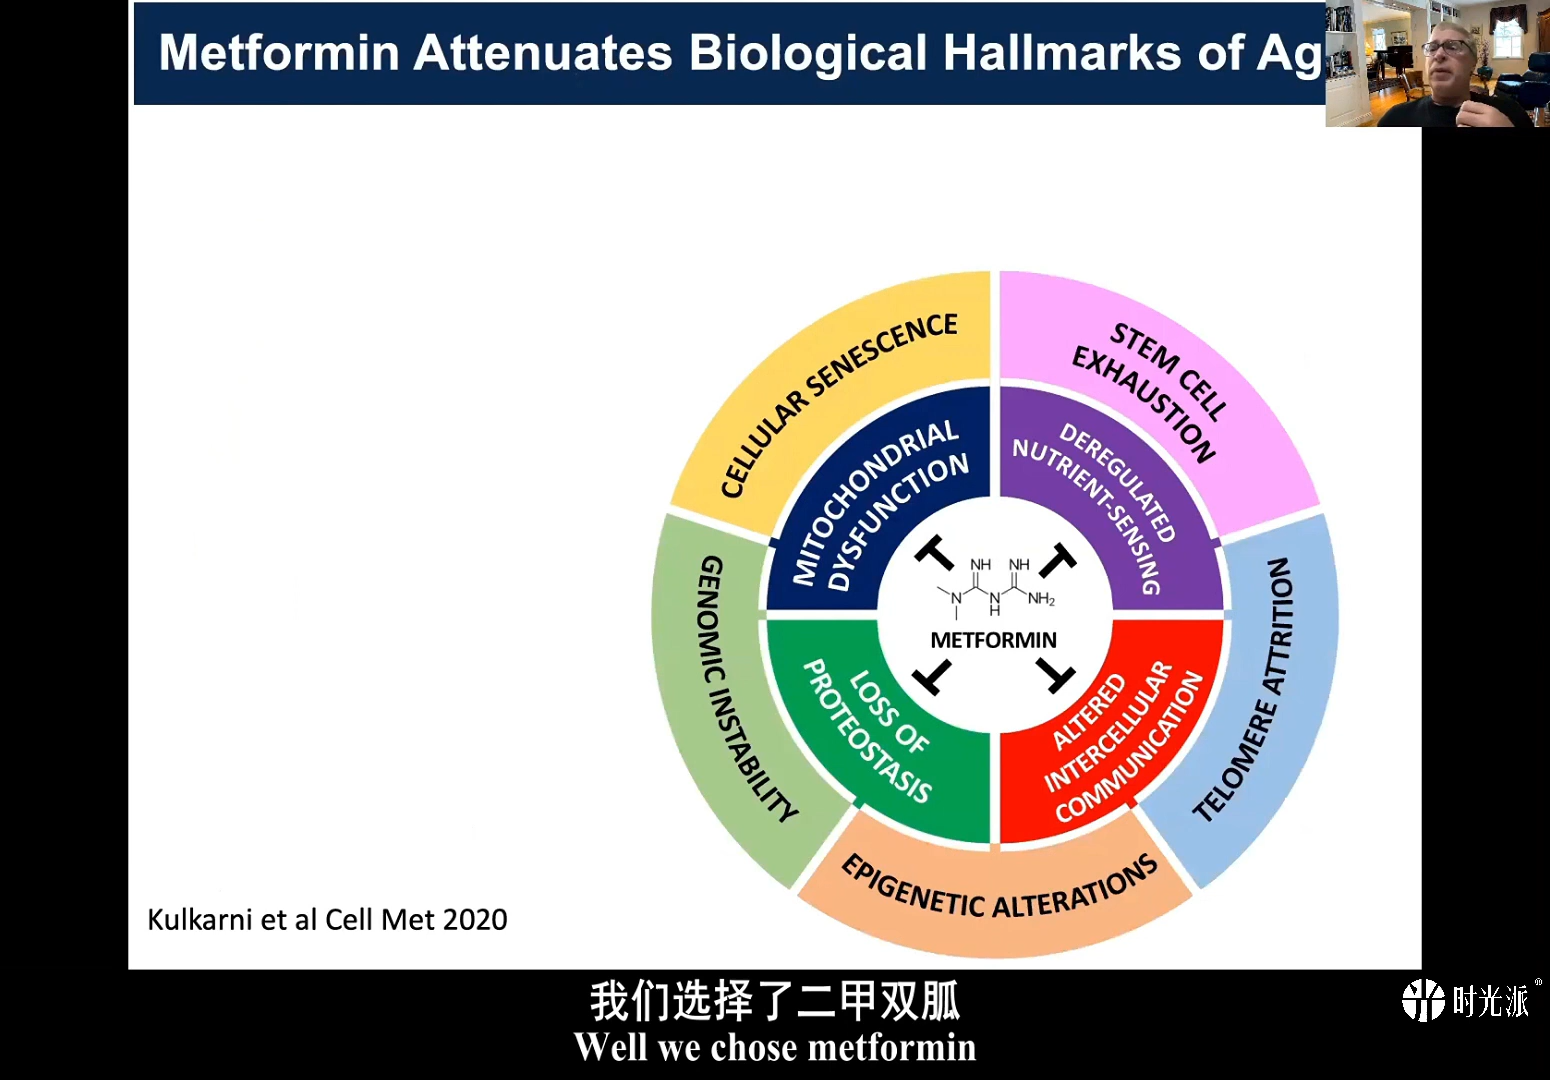 Metformin Attenuates Biological Hallmarks of Ag
CELLULAR SENESCENCE
STEM CELL
EXHAUSTION
MITOCHONDRIAL
DYSFUNCTION
DEREGULATED
NUTRIENT-SENSING
GENOMIC INSTABILITY
NH
NH
N
N
H
NH₂
METFORMIN
TELOMERE ATTRITION
LOSS OF
PROTEOSTASIS
ALTERED
INTERCELLULAR
COMMUNICATION
EPIGENETIC ALTERATIONS
Kulkarni et al Cell Met 2020
我们选择了二甲双胍
Well we chose metformin
时光派®